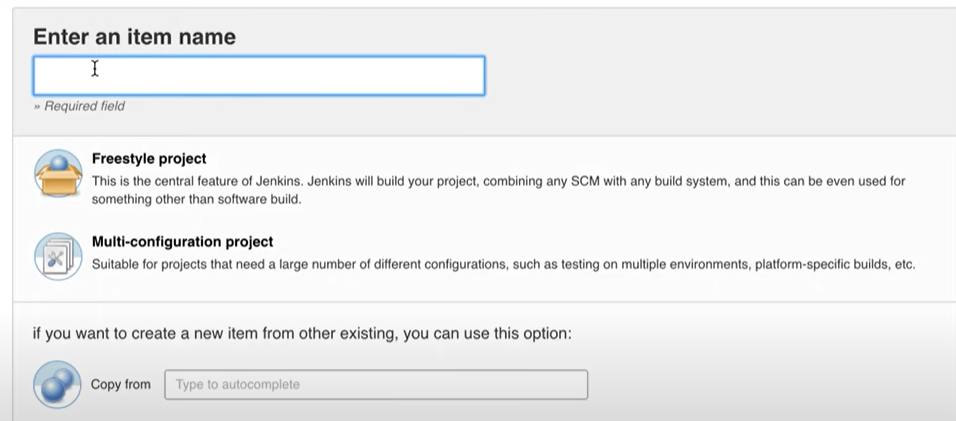 Enter an item name
» Required field
Freestyle project
This is the central feature of Jenkins. Jenkins will build your project, combining any SCM with any build system, and this can be even used for
something other than software build.
Multi-configuration project
Suitable for projects that need a large number of different configurations, such as testing on multiple environments, platform-specific builds, etc.
if you want to create a new item from other existing, you can use this option:
Copy from Type to autocomplete